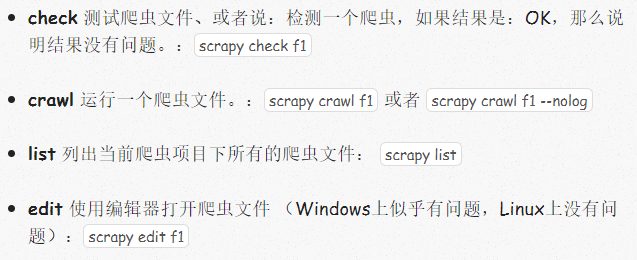 check 测试爬虫文件、或者说：检测一个爬虫，如果结果是：OK，那么说
明结果没有问题。：scrapy check f1
crawl 运行一个爬虫文件。：scrapy crawl f1 或者 scrapy crawl f1 --nolog
list 列出当前爬虫项目下所有的爬虫文件： scrapy list
edit 使用编辑器打开爬虫文件 （Windows上似乎有问题，Linux上没有问
题）：scrapy edit f1